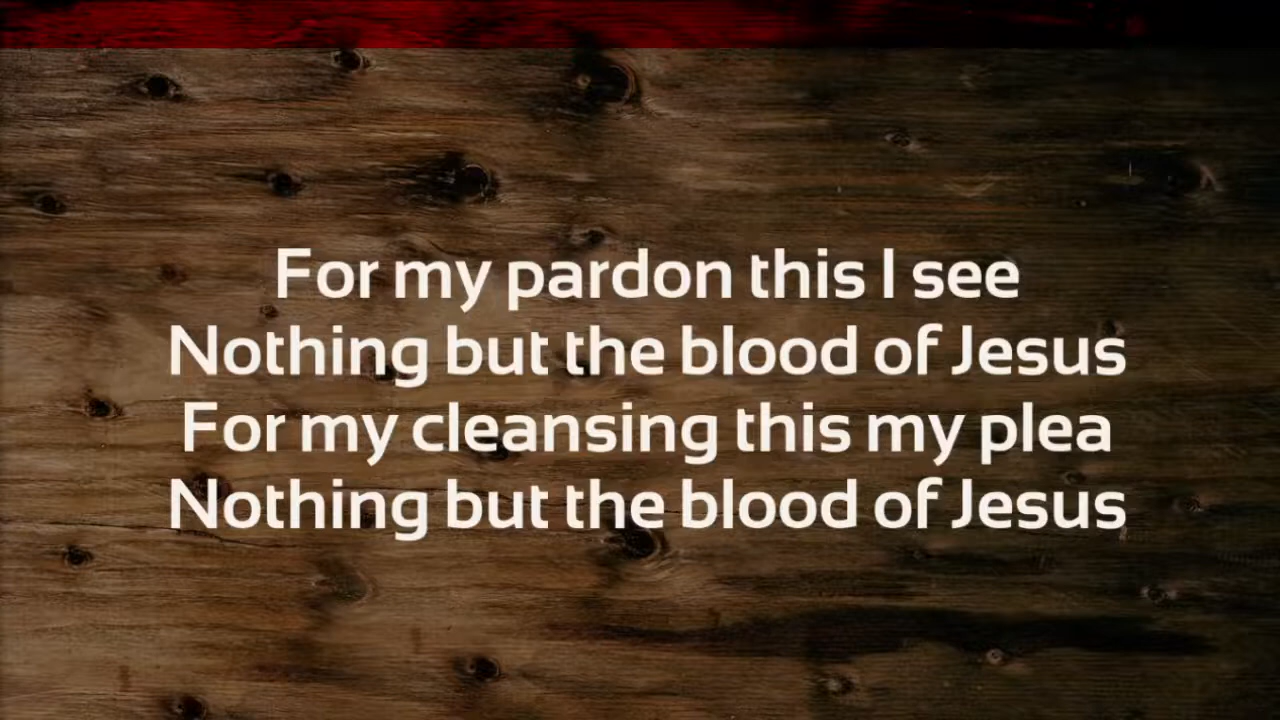 For my pardon this I see
Nothing but the blood of Jesus
For my cleansing this my plea
Nothing but the blood of Jesus